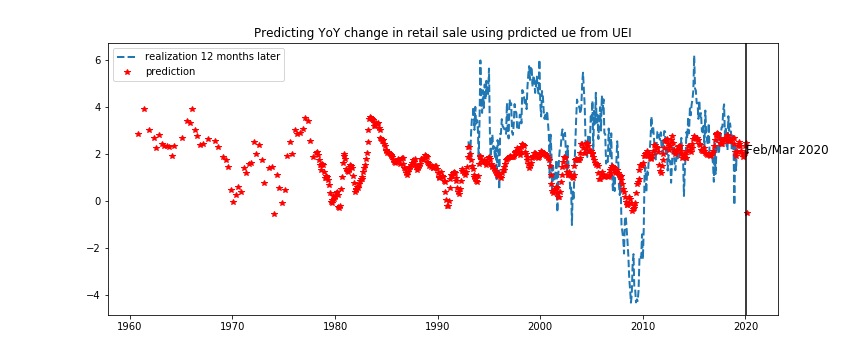 Predicting YoY change in retail sale using prdicted ue from UEI
realization 12 months later
prediction
6
4
2
0
−2
−4
Feb/Mar 2020
1960 1970 1980 1990 2000 2010 2020